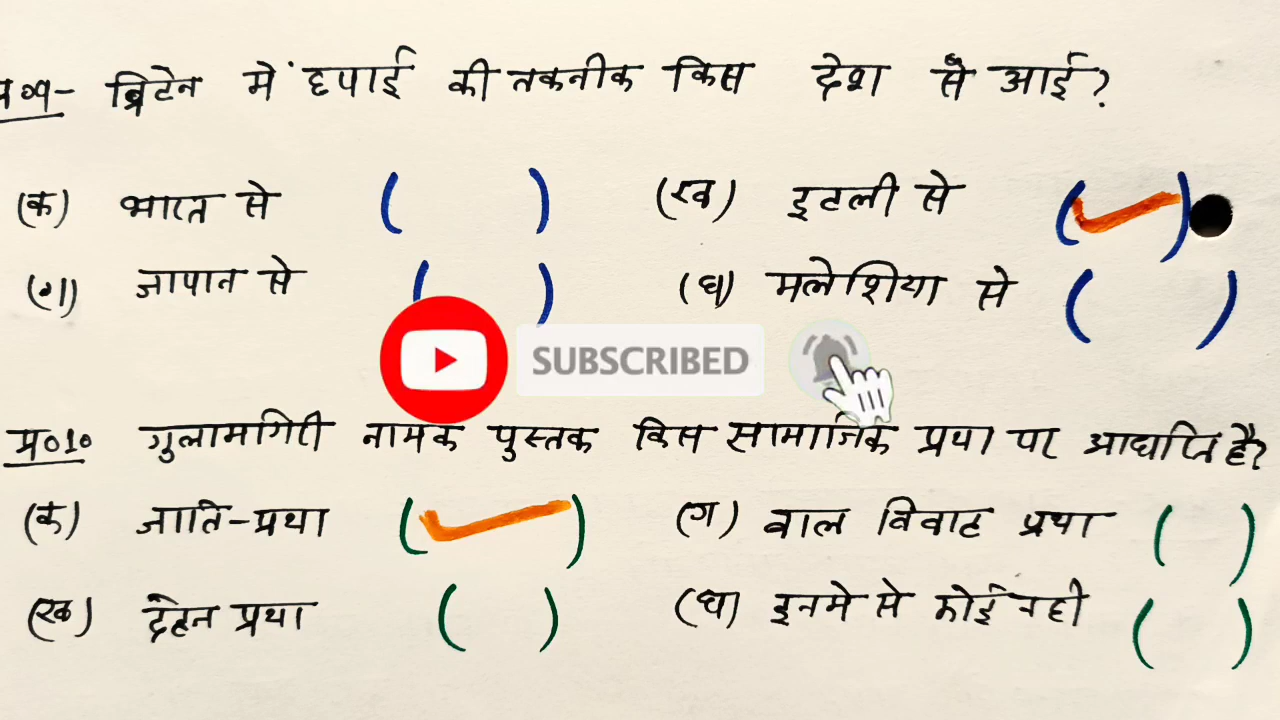 प्र०9- ब्रिटेन में छपाई की तकनीक किस देश से आई?
(क) भारत से ( ) (ख) इटली से (✓)
(ग) जापान से ( ) (घ) मलेशिया से ( )
SUBSCRIBED
प्र०10 गुलामगिरी नामक पुस्तक किस सामाजिक प्रथा पर आधारित है?
(क) जाति-प्रथा (✓) (ग) बाल विवाह प्रथा ( )
(ख) दहेज प्रथा ( ) (घ) इनमे से कोई नही ( )